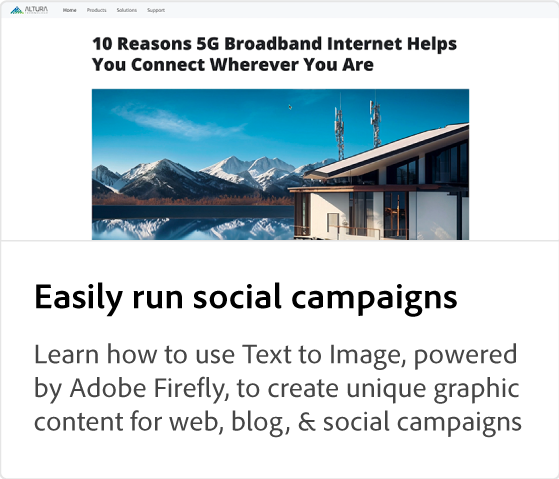 ALTURA
Home Products Solutions Support
10 Reasons 5G Broadband Internet Helps
You Connect Wherever You Are
Easily run social campaigns
Learn how to use Text to Image, powered
by Adobe Firefly, to create unique graphic
content for web, blog, & social campaigns